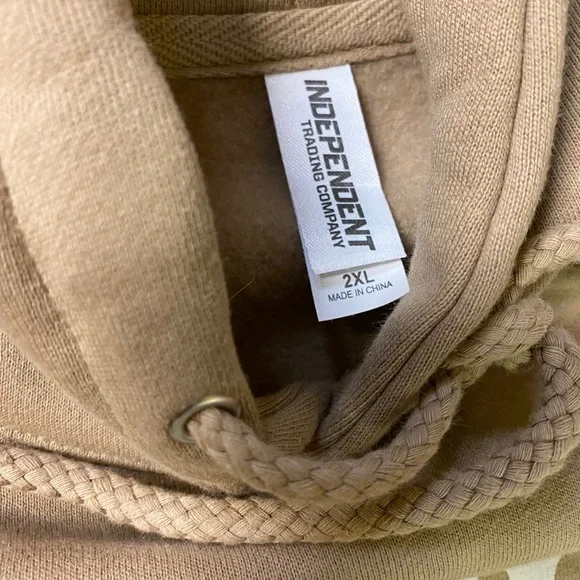 INDEPENDENT
TRADING COMPANY
2XL
MADE IN CHINA